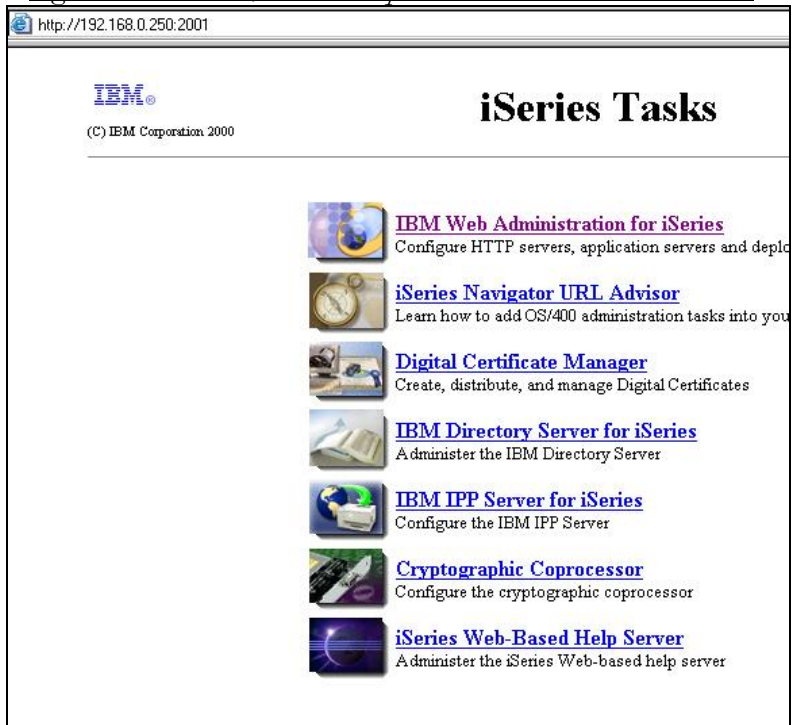 http://192.168.0.250:2001
IBM®
iSeries Tasks
(C) IBM Corporation 2000
IBM Web Administration for iSeries
Configure HTTP servers, application servers and deplo
iSeries Navigator URL Advisor
Learn how to add OS/400 administration tasks into you
Digital Certificate Manager
Create, distribute, and manage Digital Certificates
IBM Directory Server for iSeries
Administer the IBM Directory Server
IBM IPP Server for iSeries
Configure the IBM IPP Server
Cryptographic Coprocessor
Configure the cryptographic coprocessor
iSeries Web-Based Help Server
Administer the iSeries Web-based help server